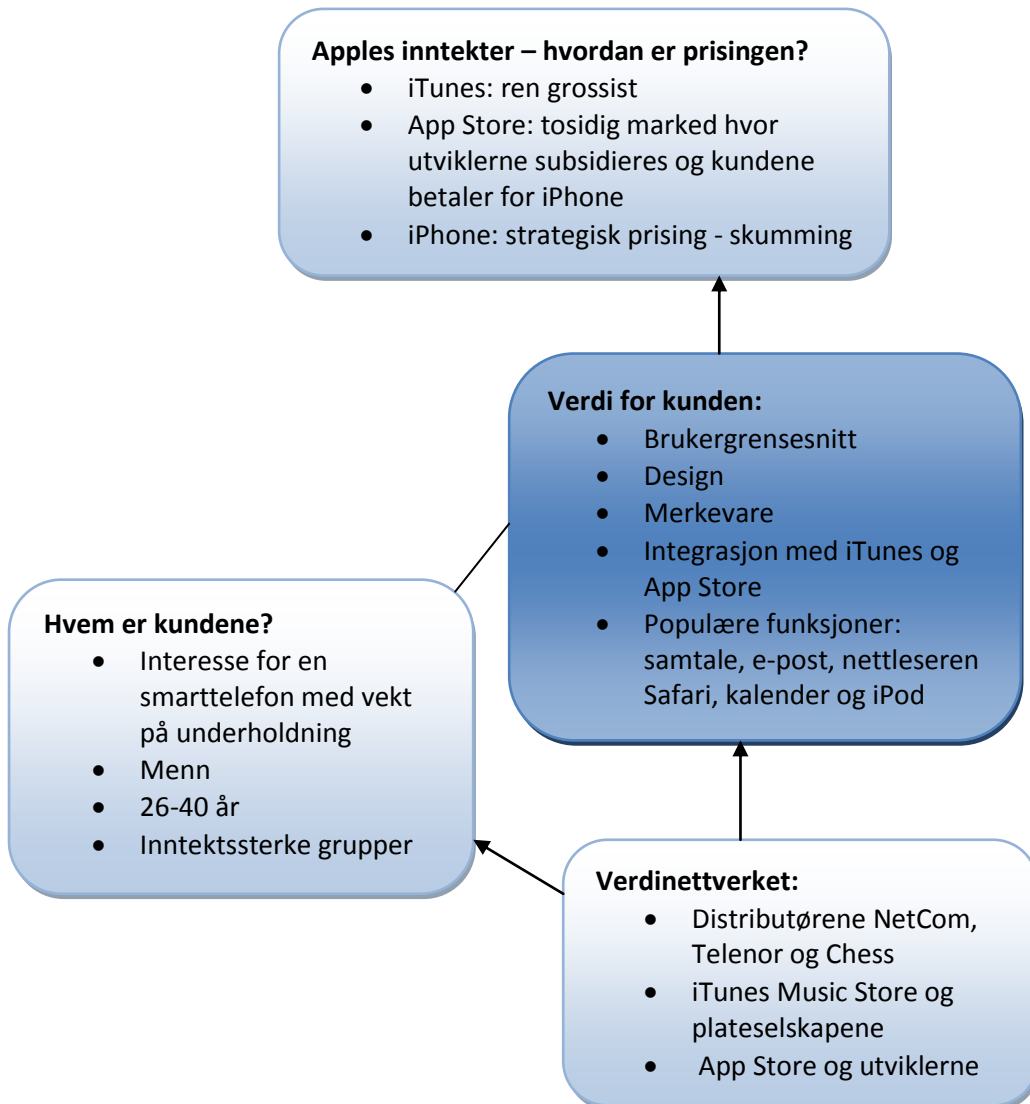 Apples inntekter – hvordan er prisingen?
• iTunes: ren grossist
• App Store: tosidig marked hvor
utviklerne subsidieres og kundene
betaler for iPhone
• iPhone: strategisk prising - skumming
Verdi for kunden:
• Brukergrensesnitt
• Design
• Merkevare
• Integrasjon med iTunes og
App Store
• Populære funksjoner:
samtale, e-post, nettleseren
Safari, kalender og iPod
Hvem er kundene?
• Interesse for en
smarttelefon med vekt
på underholdning
• Menn
• 26-40 år
• Inntektssterke grupper
Verdinettverket:
• Distributørene NetCom,
Telenor og Chess
• iTunes Music Store og
plateselskapene
• App Store og utviklerne